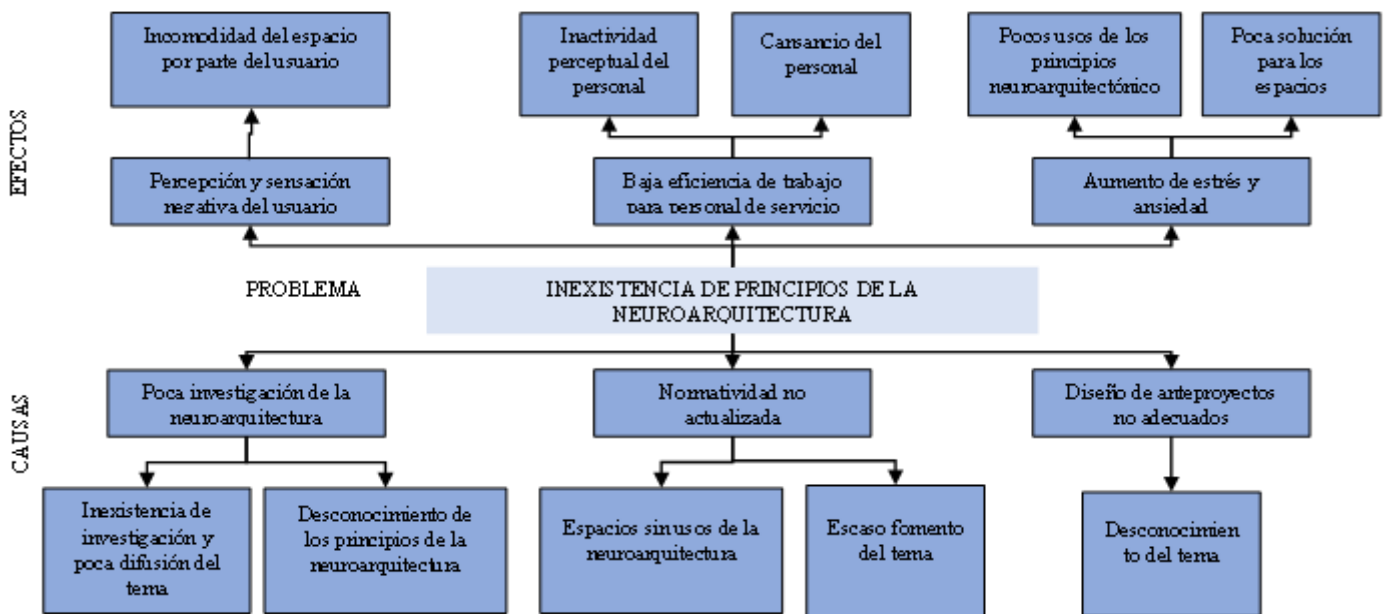 EFECTOS
Incomodidad del espacio
por parte del usuario
Inactividad
perceptual del
personal
Cansancio del
personal
Pocos usos de los
principios
neuroarquitectónico
Poca solución
para los
espacios
Percepción y sensación
negativa del usuario
Baja eficiencia de trabajo
para personal de servicio
Aumento de estrés y
ansiedad
PROBLEMA
INEXISTENCIA DE PRINCIPIOS DE LA
NEUROARQUITECTURA
CAUSAS
Poca investigación de la
neuroarquitectura
Normatividad no
actualizada
Diseño de anteproyectos
no adecuados
Inexistencia de
investigación y
poca difusión del
tema
Desconocimiento de
los principios de la
neuroarquitectura
Espacios sin usos de la
neuroarquitectura
Escaso fomento
del tema
Desconocimien
to del tema